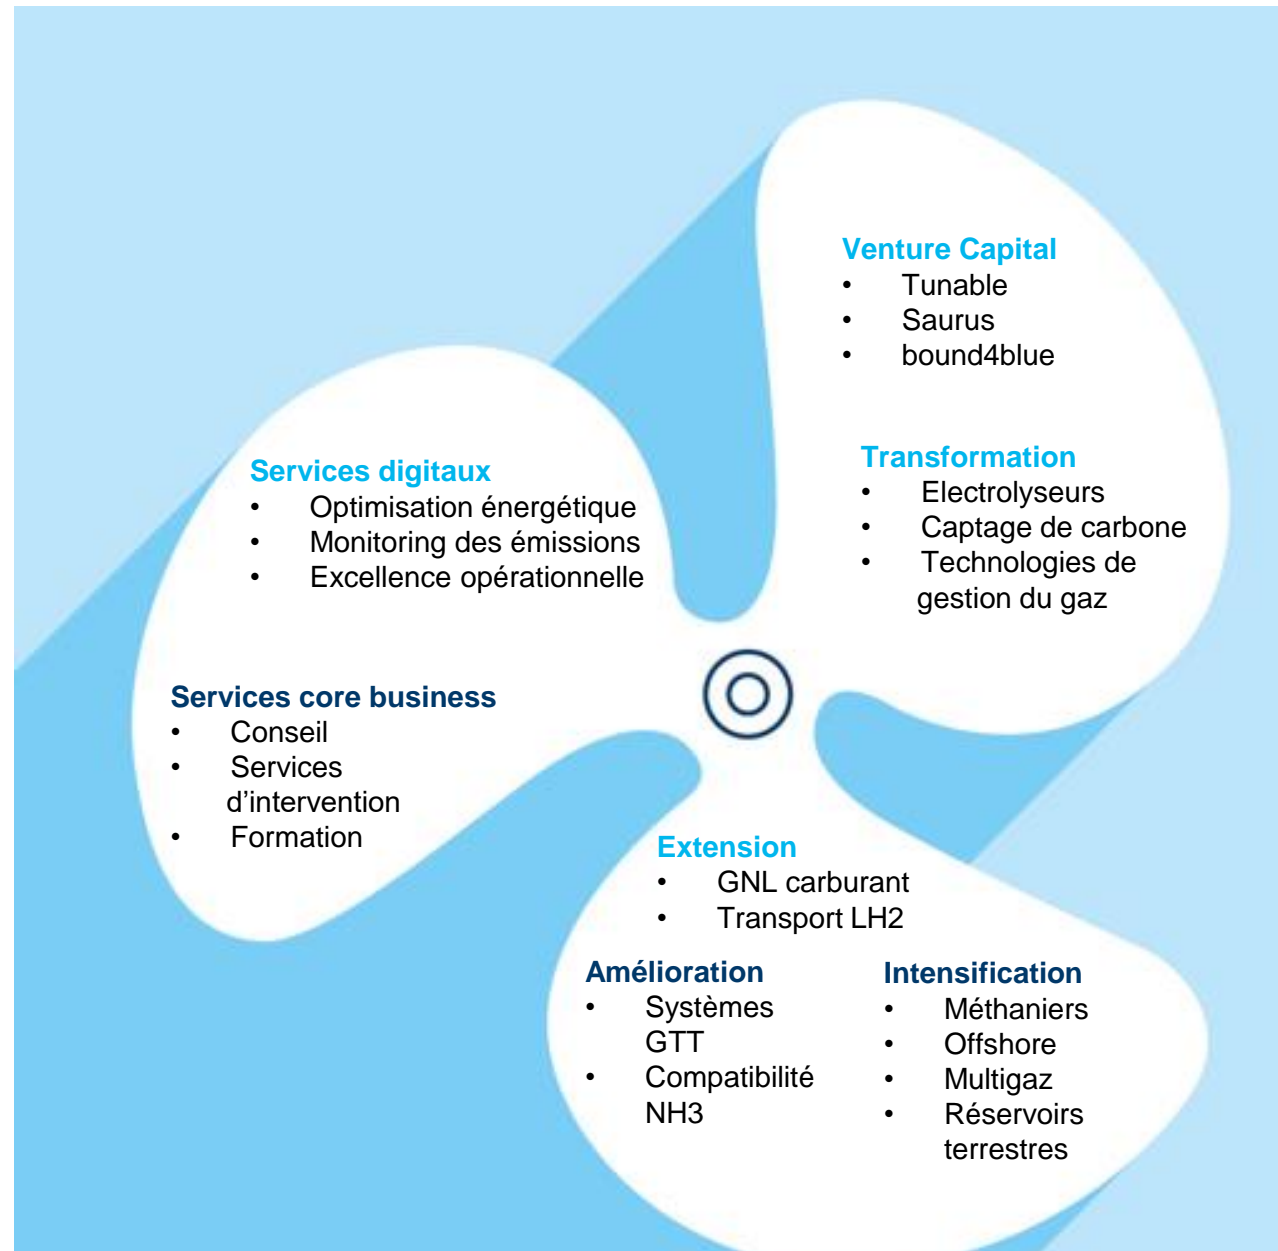 Venture Capital
• Tunable
• Saurus
• bound4blue
Transformation
• Electrolyseurs
• Captage de carbone
• Technologies de
gestion du gaz
Services digitaux
• Optimisation énergétique
• Monitoring des émissions
• Excellence opérationnelle
Services core business
• Conseil
• Services
d’intervention
• Formation
Extension
• GNL carburant
• Transport LH2
Amélioration
• Systèmes
GTT
• Compatibilité
NH3
Intensification
• Méthaniers
• Offshore
• Multigaz
• Réservoirs
terrestres